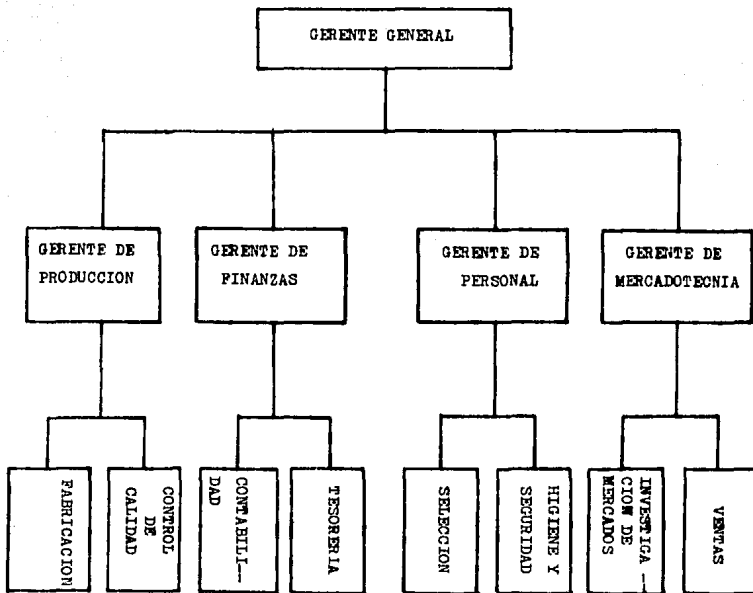 GERENTE GENERAL
GERENTE DE
PRODUCCION
GERENTE DE
FINANZAS
GERENTE DE
PERSONAL
GERENTE DE
MERCADOTECNIA
FABRICACION
CONTROL
DE
CALIDAD
CONTABILI--
DAD
TESORERIA
SELECCION
HIGIENE Y
SEGURIDAD
INVESTIGA--
CION DE
MERCADOS
VENTAS